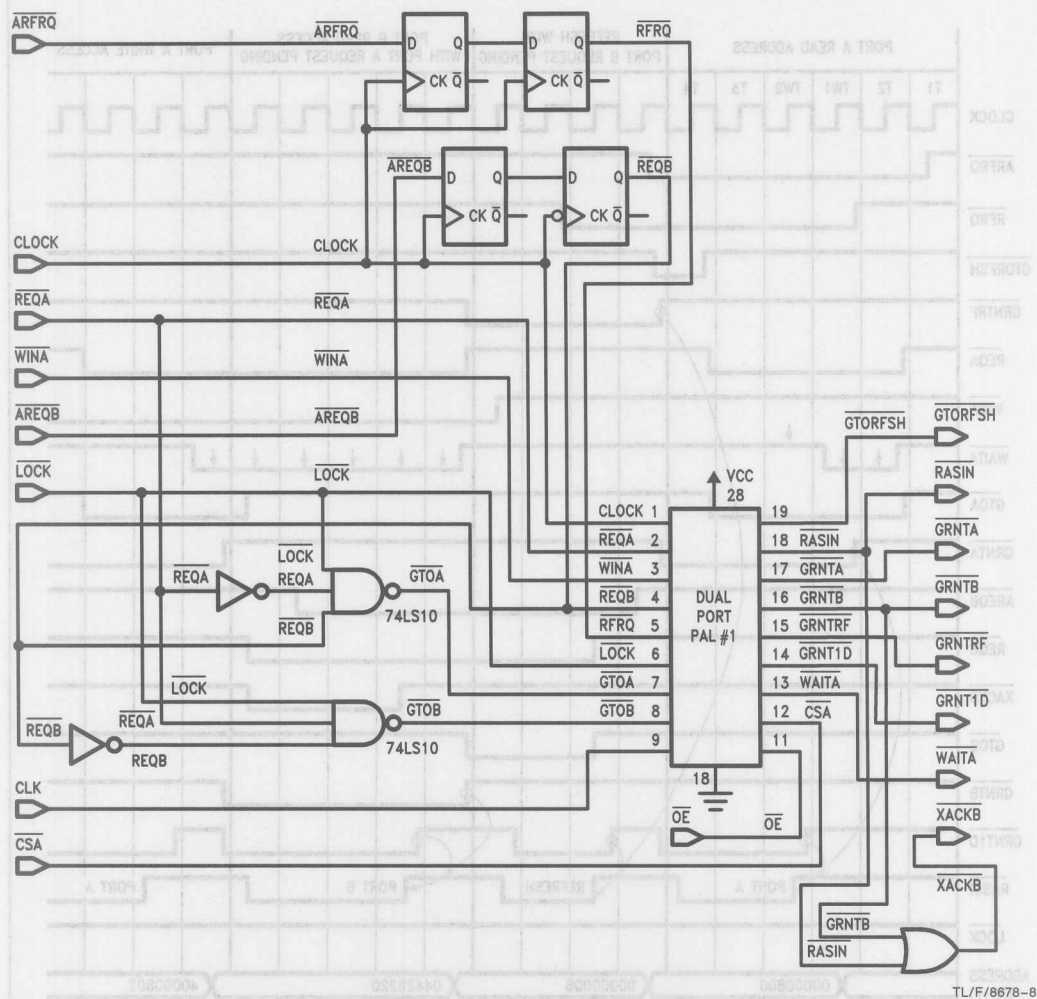 ARFRQ ARFRQ RFRQ
D Q D Q
CK Q CK Q
AREQB REQB
D Q D Q
CK Q CK Q
CLOCK CLOCK
REQA REQA
WINA WINA
AREQB AREQB
LOCK LOCK
GTORFSH GTORFSH
VCC
28
RASIN
CLOCK 1 19
REQA 2 18 RASIN
GRNTA
WINA 3 17 GRNTA
REQB 4 16 GRNTB
GRNTB
RFRQ 5 15 GRNTRF
GRNTRF
LOCK 6 14 GRNT1D
GTOA 7 13 WAITA
GRNT1D
GTOB 8 12 CSA
9 11
WAITA
DUAL
PORT
PAL #1
LOCK
REQA REQA GTOA
REQB 74LS10
LOCK
REQA GTOB
REQB REQB 74LS10
18
CLK
OE OE
XACKB
CSA
XACKB
GRNTB
RASIN
TL/F/8678-8